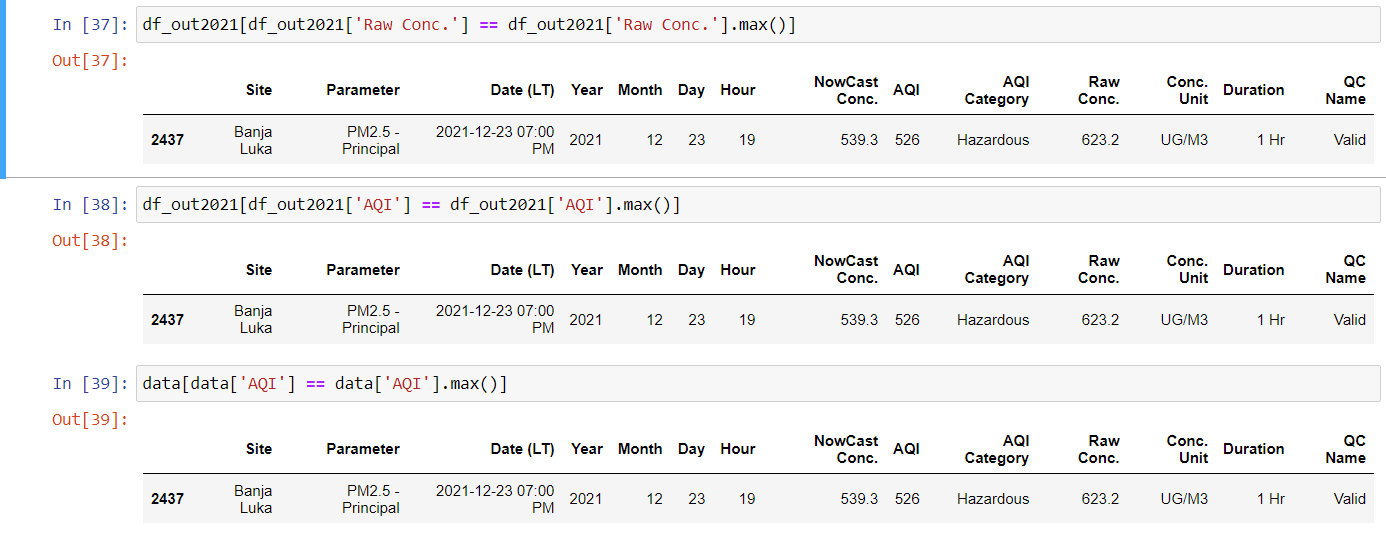 In [37]: df_out2021[df_out2021['Raw Conc.'] == df_out2021['Raw Conc.'].max()]
Out[37]:
Site Parameter Date (LT) Year Month Day Hour NowCast Conc. AQI AQI Category Raw Conc. Conc. Unit Duration QC Name
2437 Banja Luka PM2.5 - Principal 2021-12-23 07:00 PM 2021 12 23 19 539.3 526 Hazardous 623.2 UG/M3 1 Hr Valid
In [38]: df_out2021[df_out2021['AQI'] == df_out2021['AQI'].max()]
Out[38]:
Site Parameter Date (LT) Year Month Day Hour NowCast Conc. AQI AQI Category Raw Conc. Conc. Unit Duration QC Name
2437 Banja Luka PM2.5 - Principal 2021-12-23 07:00 PM 2021 12 23 19 539.3 526 Hazardous 623.2 UG/M3 1 Hr Valid
In [39]: data[data['AQI'] == data['AQI'].max()]
Out[39]:
Site Parameter Date (LT) Year Month Day Hour NowCast Conc. AQI AQI Category Raw Conc. Conc. Unit Duration QC Name
2437 Banja Luka PM2.5 - Principal 2021-12-23 07:00 PM 2021 12 23 19 539.3 526 Hazardous 623.2 UG/M3 1 Hr Valid